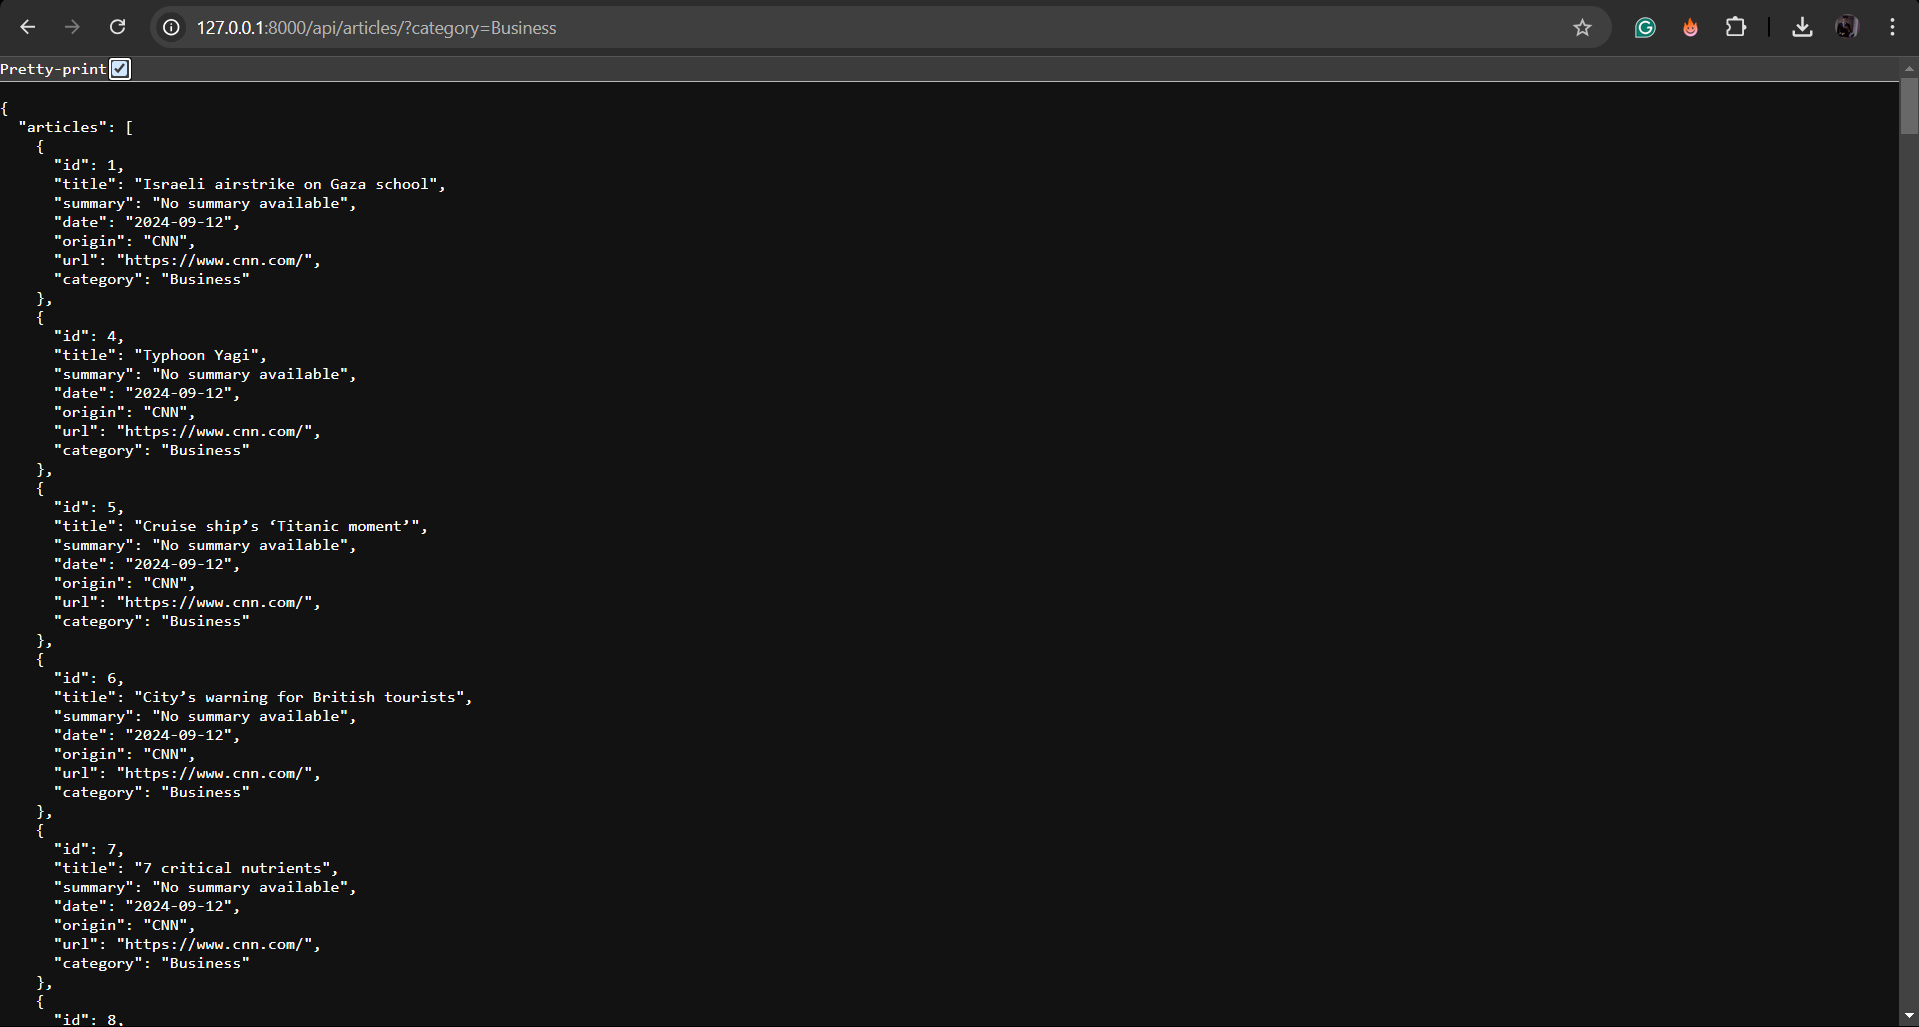 127.0.0.1:8000/api/articles/?category=Business
Pretty-print
{
  "articles": [
    {
      "id": 1,
      "title": "Israeli airstrike on Gaza school",
      "summary": "No summary available",
      "date": "2024-09-12",
      "origin": "CNN",
      "url": "https://www.cnn.com/",
      "category": "Business"
    },
    {
      "id": 4,
      "title": "Typhoon Yagi",
      "summary": "No summary available",
      "date": "2024-09-12",
      "origin": "CNN",
      "url": "https://www.cnn.com/",
      "category": "Business"
    },
    {
      "id": 5,
      "title": "Cruise ship’s ‘Titanic moment’",
      "summary": "No summary available",
      "date": "2024-09-12",
      "origin": "CNN",
      "url": "https://www.cnn.com/",
      "category": "Business"
    },
    {
      "id": 6,
      "title": "City’s warning for British tourists",
      "summary": "No summary available",
      "date": "2024-09-12",
      "origin": "CNN",
      "url": "https://www.cnn.com/",
      "category": "Business"
    },
    {
      "id": 7,
      "title": "7 critical nutrients",
      "summary": "No summary available",
      "date": "2024-09-12",
      "origin": "CNN",
      "url": "https://www.cnn.com/",
      "category": "Business"
    },
    {
      "id": 8,